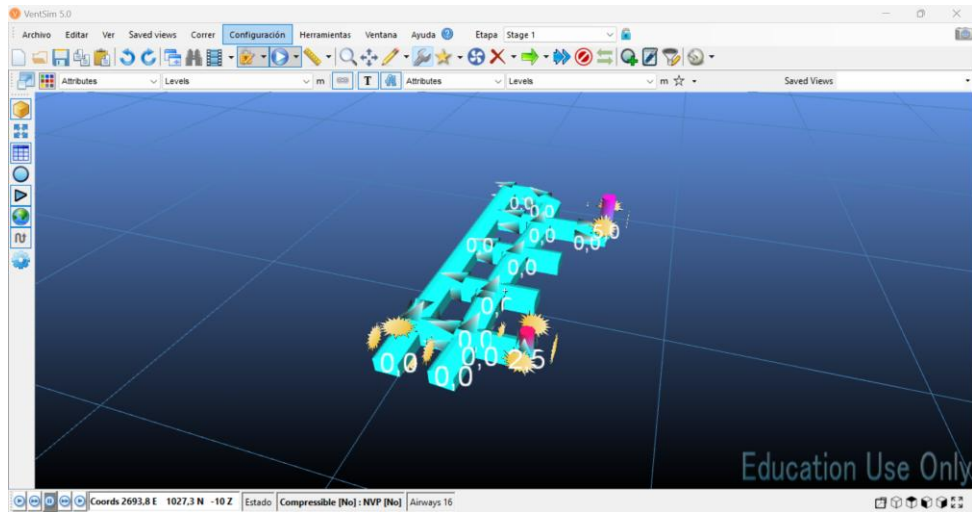 VentSim 5.0
Archivo Editar Ver Saved views Correr Configuración Herramientas Ventana Ayuda Etapa Stage 1
Attributes Levels m T Attributes Levels m Saved Views
0,0
0,0
5,0
0,0
0,0
0,0
0,0
0,r
0,0
0,0
0,0
2,5
0,0
Education Use Only
Coords 2693,8 E 1027,3 N -10 Z Estado Compressible [No] : NVP [No] Airways 16